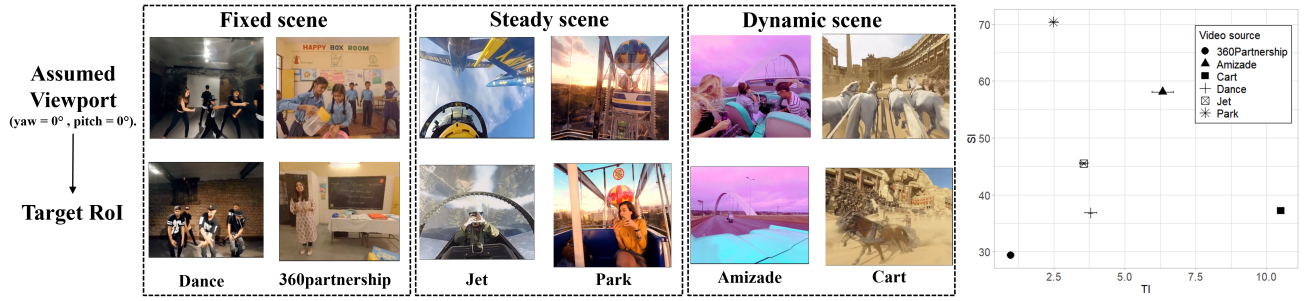 Fixed scene
Steady scene
Dynamic scene
Assumed
Viewport
(yaw = 0° , pitch = 0°).
Target RoI
HAPPY BOX ROOM
Dance
360partnership
Jet
Park
Amizade
Cart
SI
70
60
50
40
30
2.5
5.0
7.5
10.0
TI
Video source
360Partnership
Amizade
Cart
Dance
Jet
Park